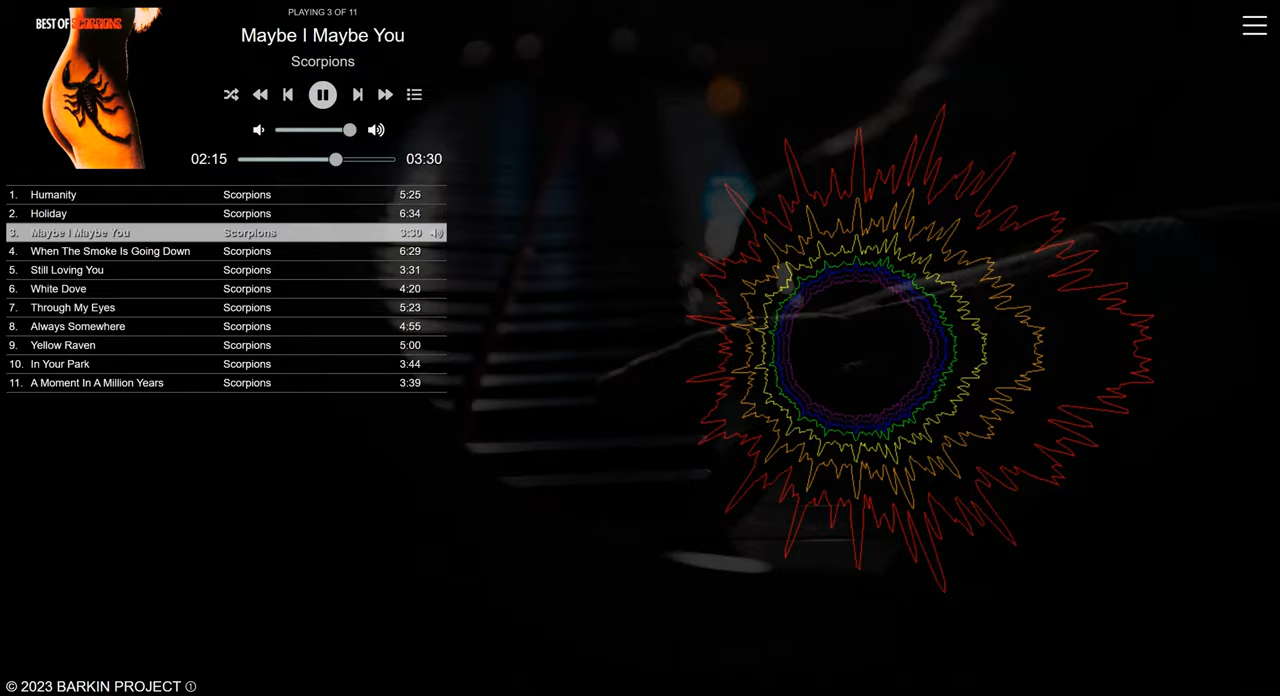 BEST OF SCORPIONS
PLAYING 3 OF 11
Maybe I Maybe You
Scorpions
02:15 03:30
1. Humanity Scorpions 5:25
2. Holiday Scorpions 6:34
3. Maybe I Maybe You Scorpions 3:30
4. When The Smoke Is Going Down Scorpions 6:29
5. Still Loving You Scorpions 3:31
6. White Dove Scorpions 4:20
7. Through My Eyes Scorpions 5:23
8. Always Somewhere Scorpions 4:55
9. Yellow Raven Scorpions 5:00
10. In Your Park Scorpions 3:44
11. A Moment In A Million Years Scorpions 3:39
© 2023 BARKIN PROJECT ①